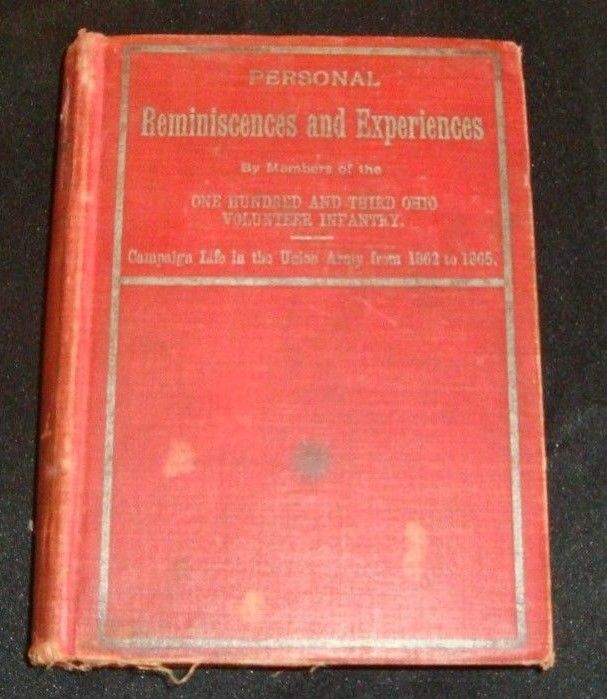 PERSONAL
Reminiscences and Experiences
By Members of the
ONE HUNDRED AND THIRD OHIO
VOLUNTEER INFANTRY.
Campaign Life in the Union Army from 1862 to 1865.